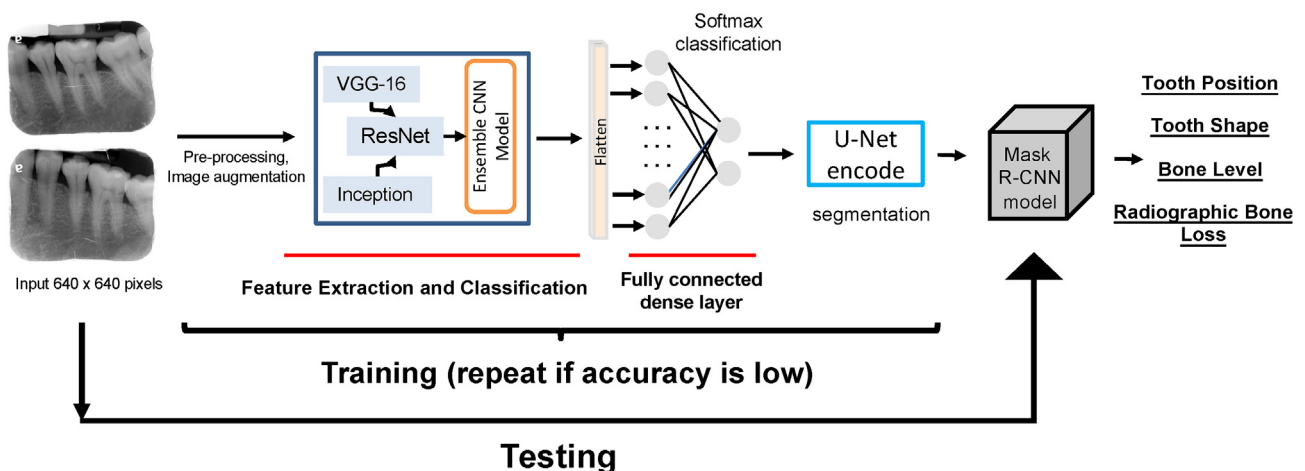 a
a
Input 640 x 640 pixels
Pre-processing,
Image augmentation
VGG-16
ResNet
Inception
Ensemble CNN
Model
Feature Extraction and Classification
Flatten
Softmax
classification
Fully connected
dense layer
U-Net
encode
segmentation
Mask
R-CNN
model
Tooth Position
Tooth Shape
Bone Level
Radiographic Bone
Loss
Training (repeat if accuracy is low)
Testing